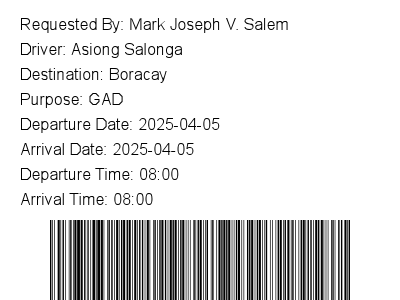 Requested By: Mark Joseph V. Salem
Driver: Asiong Salonga
Destination: Boracay
Purpose: GAD
Departure Date: 2025-04-05
Arrival Date: 2025-04-05
Departure Time: 08:00
Arrival Time: 08:00